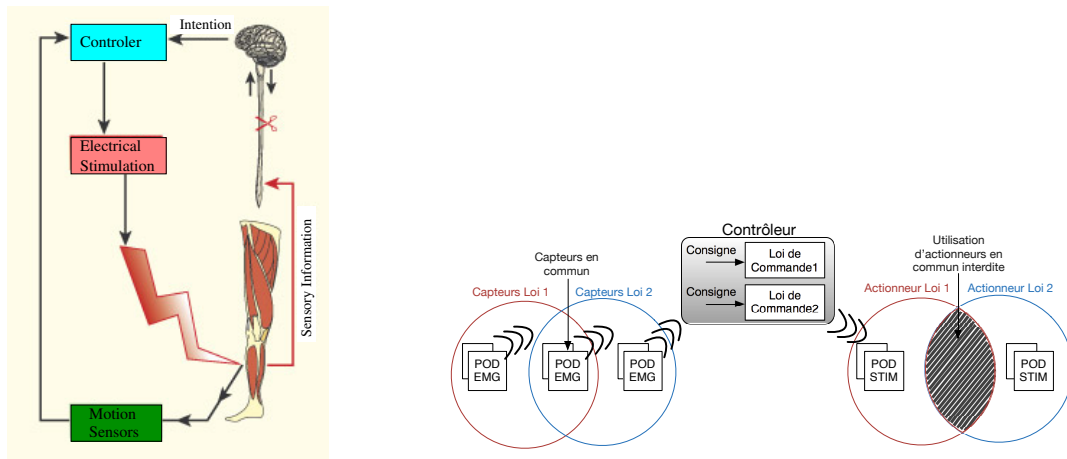 Intention
Controler
Electrical
Stimulation
Sensory Information
Motion
Sensors
Contrôleur
Consigne
Loi de
Commande1
Consigne
Loi de
Commande2
Capteurs en
commun
Capteurs Loi 1
Capteurs Loi 2
POD
EMG
POD
EMG
POD
EMG
Utilisation
d'actionneurs en
commun interdite
Actionneur Loi 1
Actionneur Loi 2
POD
STIM
POD
STIM